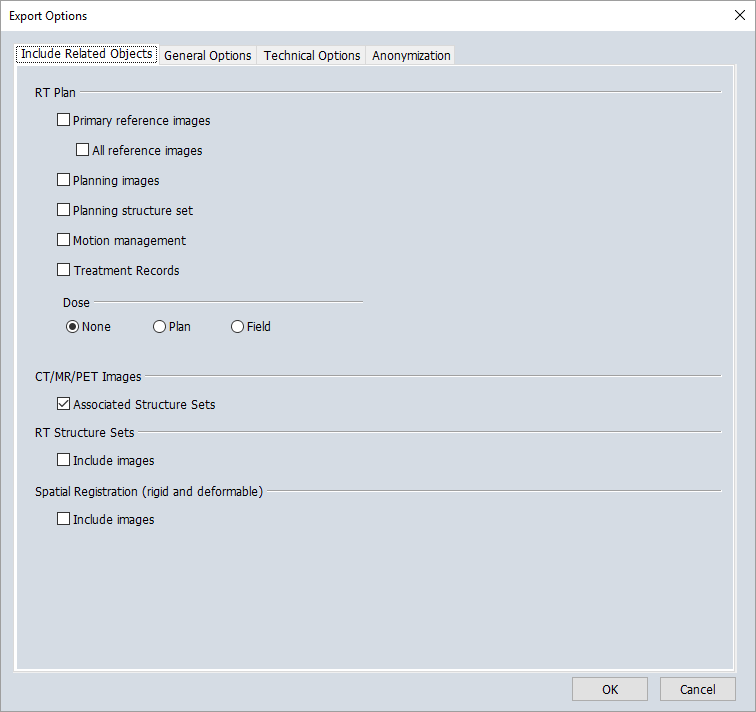 Export Options
Include Related Objects General Options Technical Options Anonymization
RT Plan
Primary reference images
All reference images
Planning images
Planning structure set
Motion management
Treatment Records
Dose
None Plan Field
CT/MR/PET Images
Associated Structure Sets
RT Structure Sets
Include images
Spatial Registration (rigid and deformable)
Include images
OK Cancel